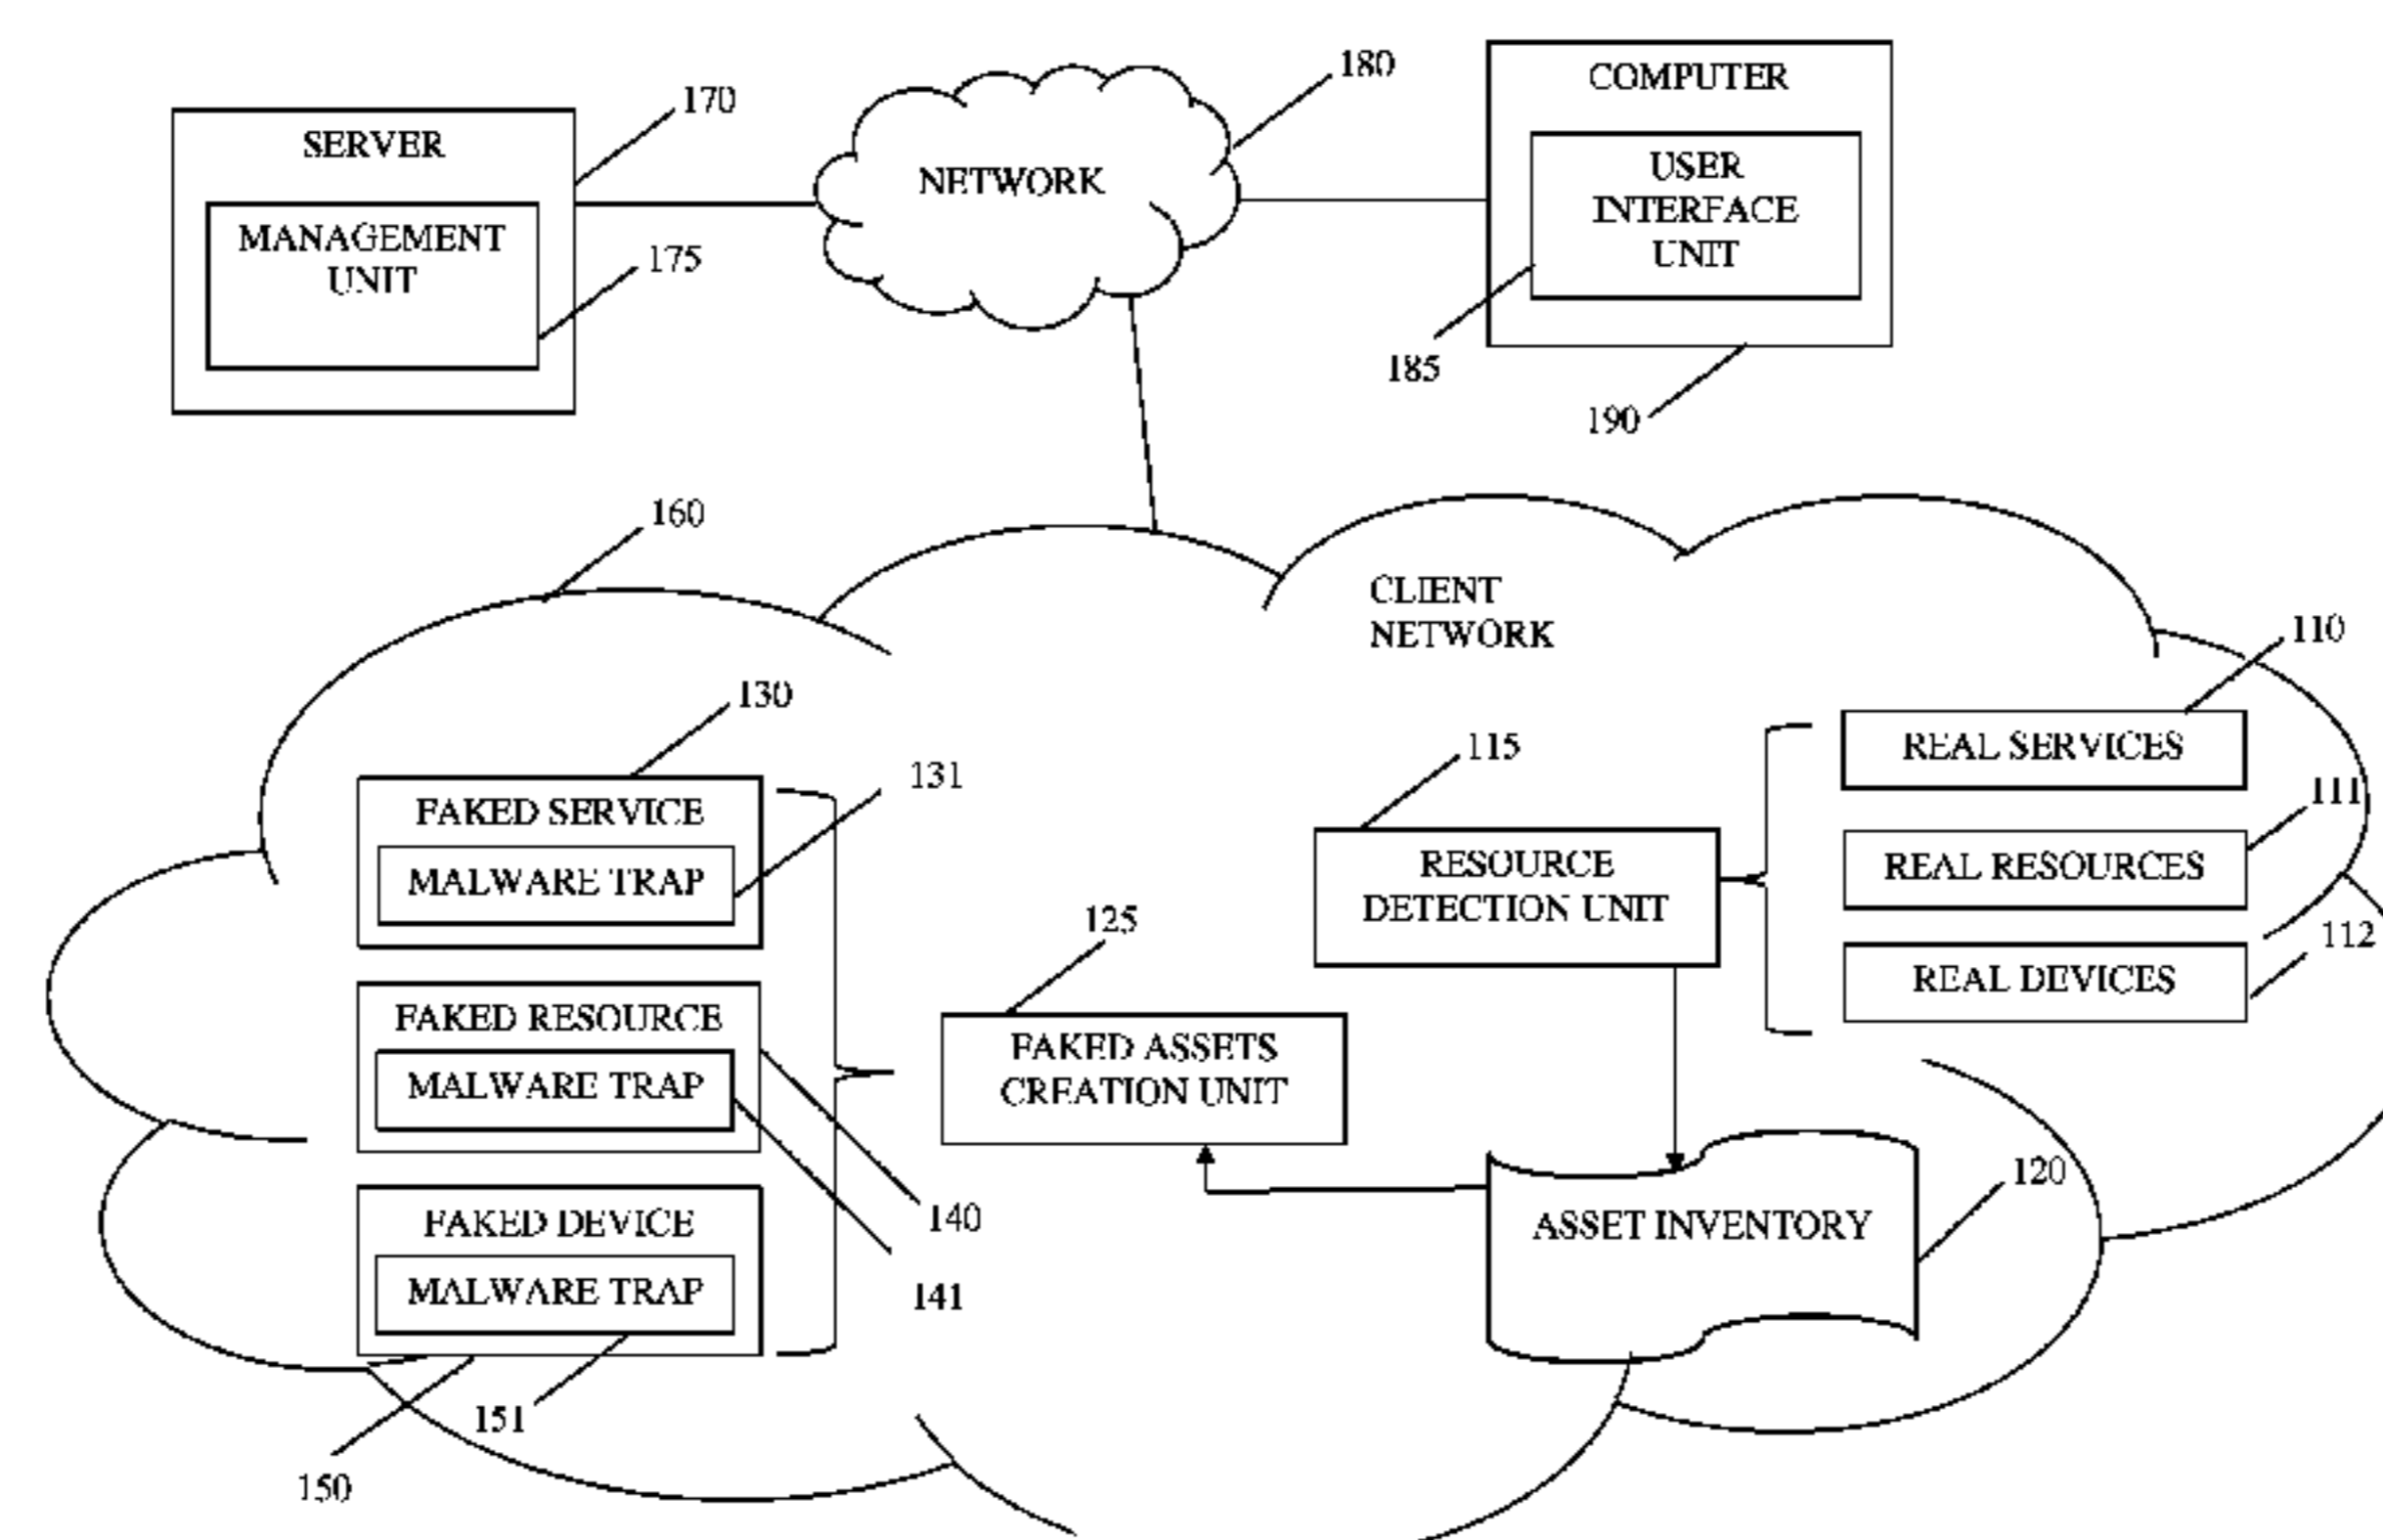 180
COMPUTER
170
SERVER
USER
INTERFACE
UNIT
NETWORK
MANAGEMENT
UNIT
175
185
190
160
CLIENT
NETWORK
110
130
115
REAL SERVICES
131
111
FAKED SERVICE
MALWARE TRAP
RESOURCE
DETECTION UNIT
REAL RESOURCES
125
112
REAL DEVICES
FAKED RESOURCE
MALWARE TRAP
FAKED ASSETS
CREATION UNIT
120
140
FAKED DEVICE
MALWARE TRAP
ASSET INVENTORY
141
151
150